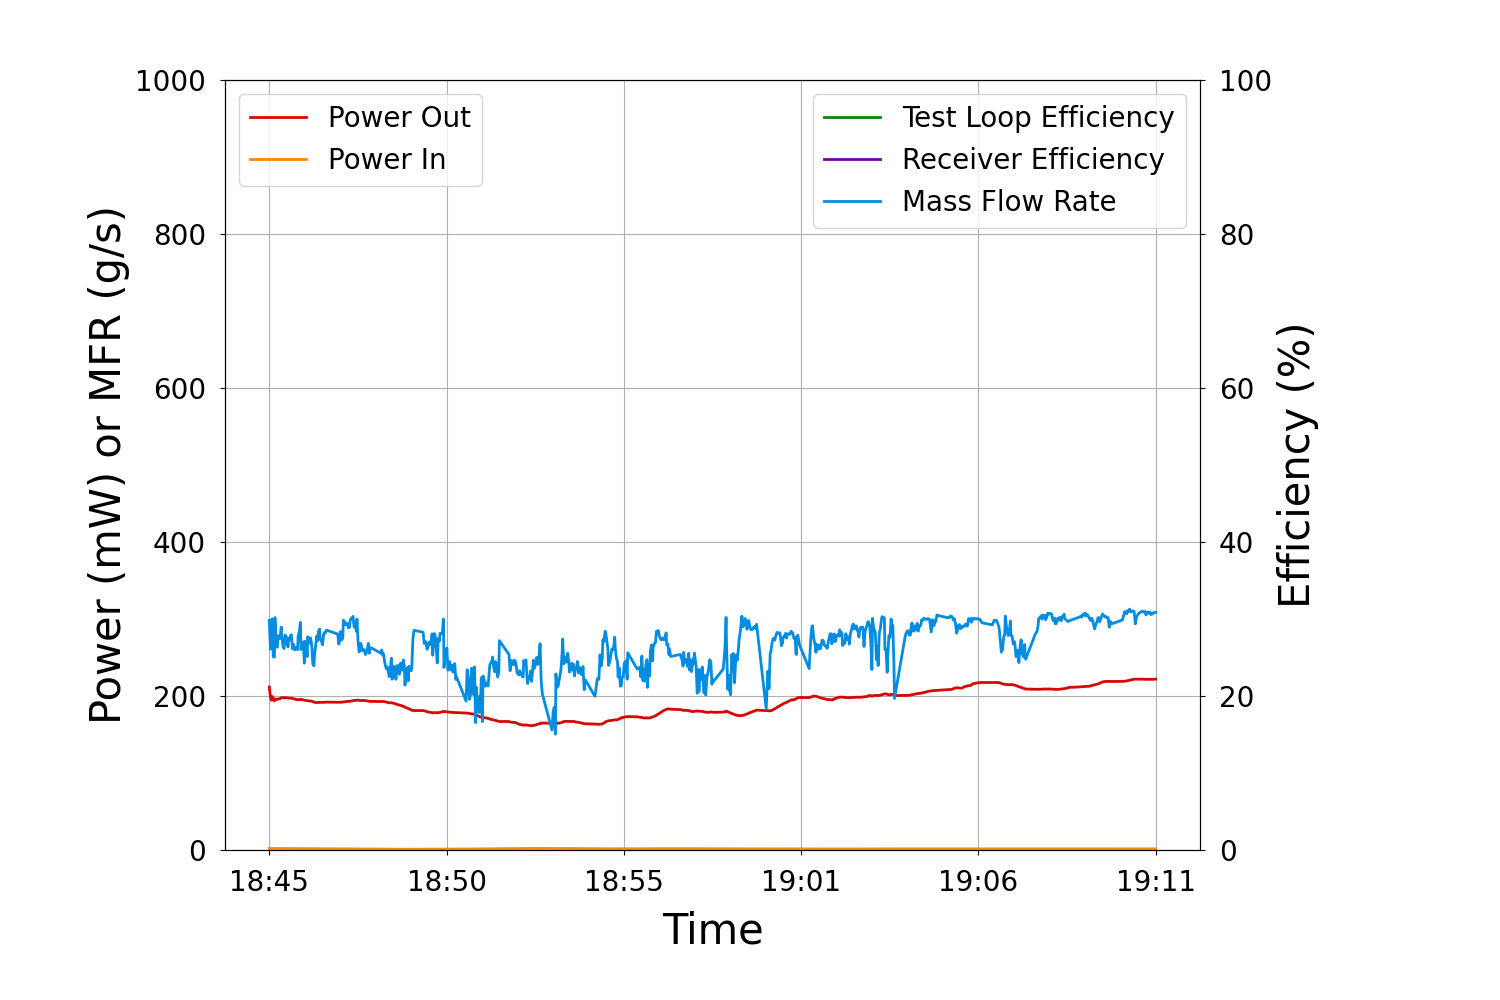 1000
800
600
400
200
0
Power (mW) or MFR (g/s)
Power Out
Power In
Test Loop Efficiency
Receiver Efficiency
Mass Flow Rate
100
80
60
40
20
0
Efficiency (%)
18:45 18:50 18:55 19:01 19:06 19:11
Time